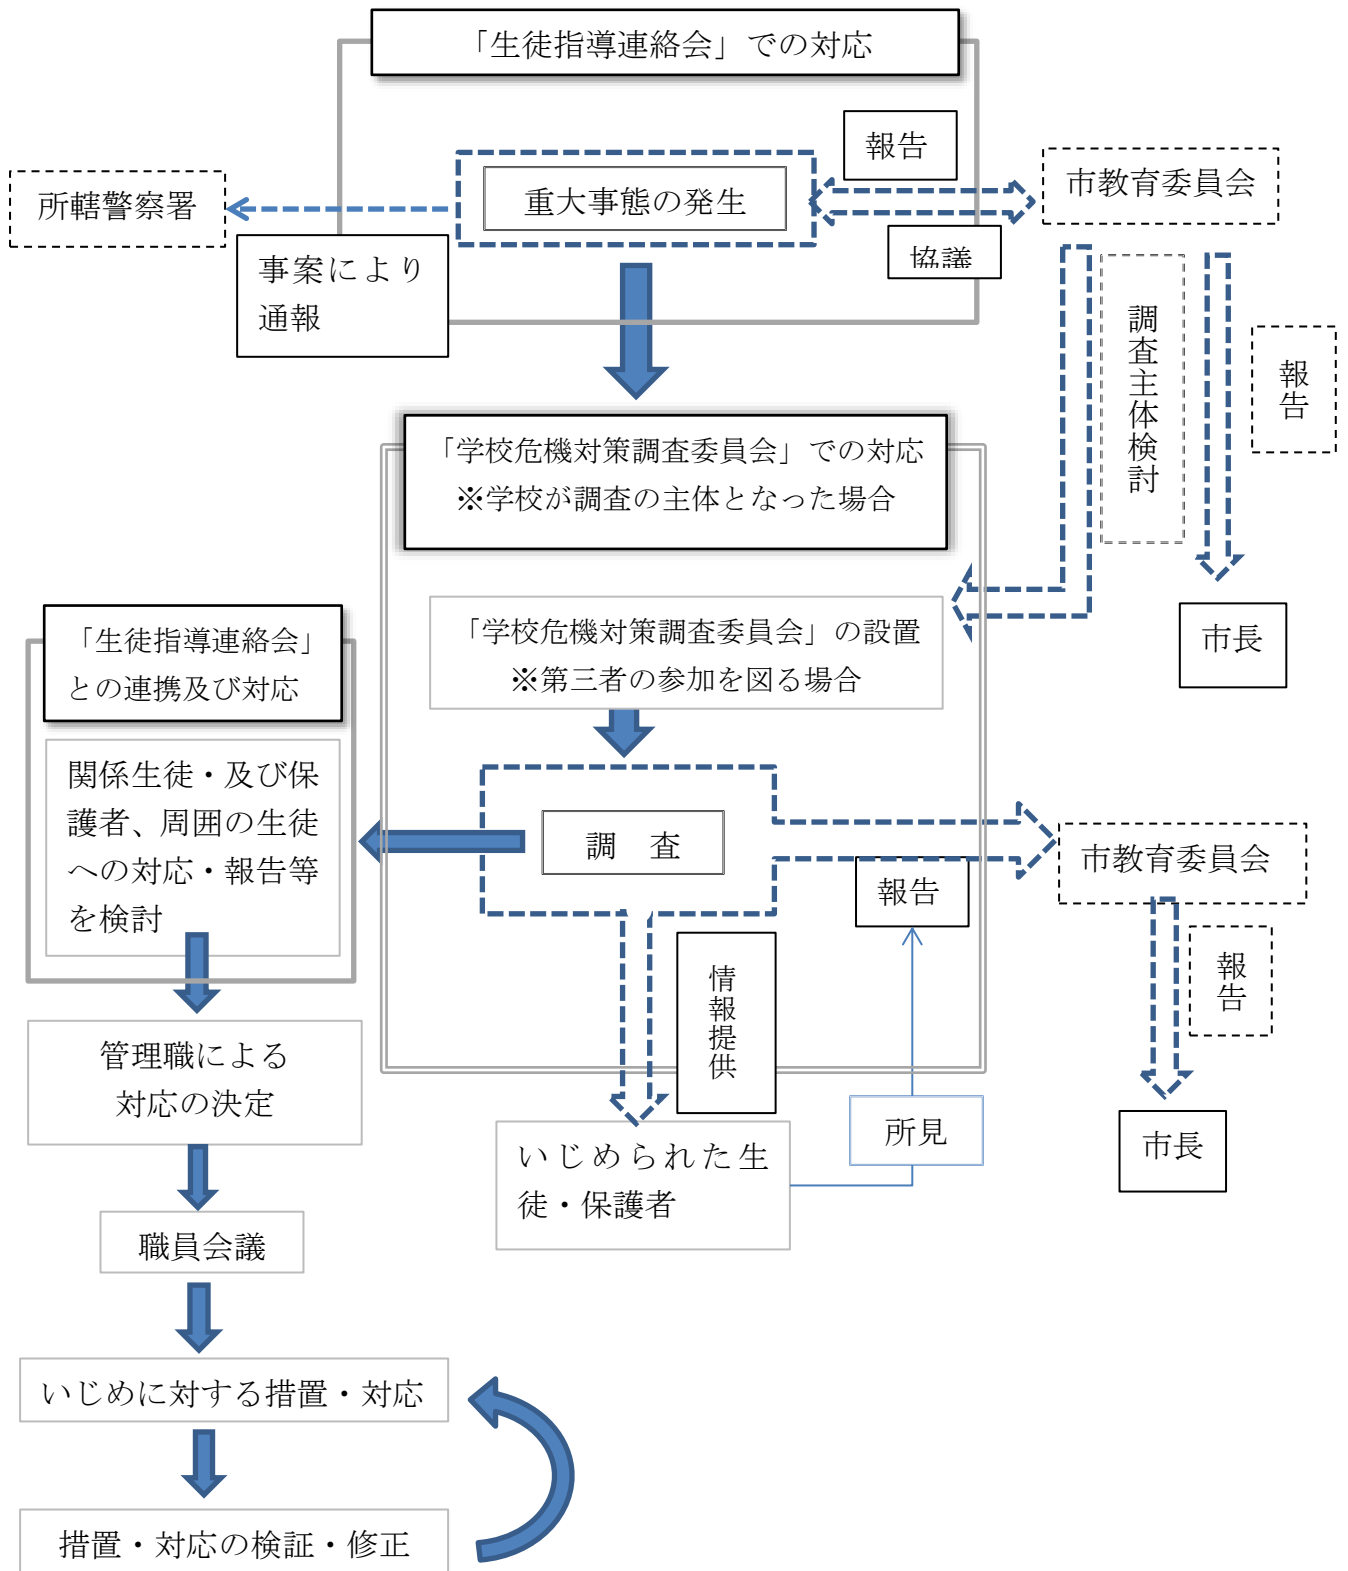 「生徒指導連絡会」での対応
報告
所轄警察署
重大事態の発生
市教育委員会
協議
事案により
通報
調査主体検討
報告
「学校危機対策調査委員会」での対応
※学校が調査の主体となった場合
市長
「学校危機対策調査委員会」の設置
※第三者の参加を図る場合
「生徒指導連絡会」
との連携及び対応
関係生徒・及び保
護者、周囲の生徒
への対応・報告等
を検討
調　査
市教育委員会
報告
報告
情報提供
管理職による
対応の決定
所見
いじめられた生
徒・保護者
市長
職員会議
いじめに対する措置・対応
措置・対応の検証・修正